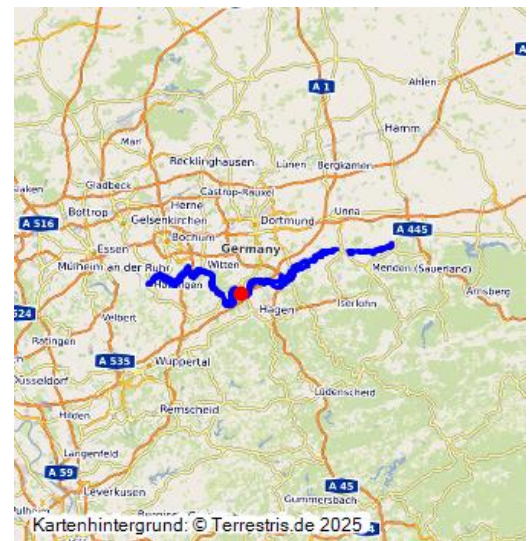 A 1
Ahlen
Hamm
Marl
Recklinghausen
Lünen
Bergkamen
Gladbeck
Castrop-Rauxel
Herne
Bottrop
Gelsenkirchen
A 516
Dortmund
Unna
A 445
Bochum
Essen
Germany
Witten
Mülheim an der Ruhr
Menden (Sauerland)
Hattingen
Arnsberg
Velbert
Hagen
Iserlohn
524
Ratingen
A 535
Wuppertal
Düsseldorf
Lüdenscheid
Remscheid
Hilden
Langenfeld
A 59
A 45
Leverkusen
Gummersbach
Kartenhintergrund: © Terrestris.de 2025